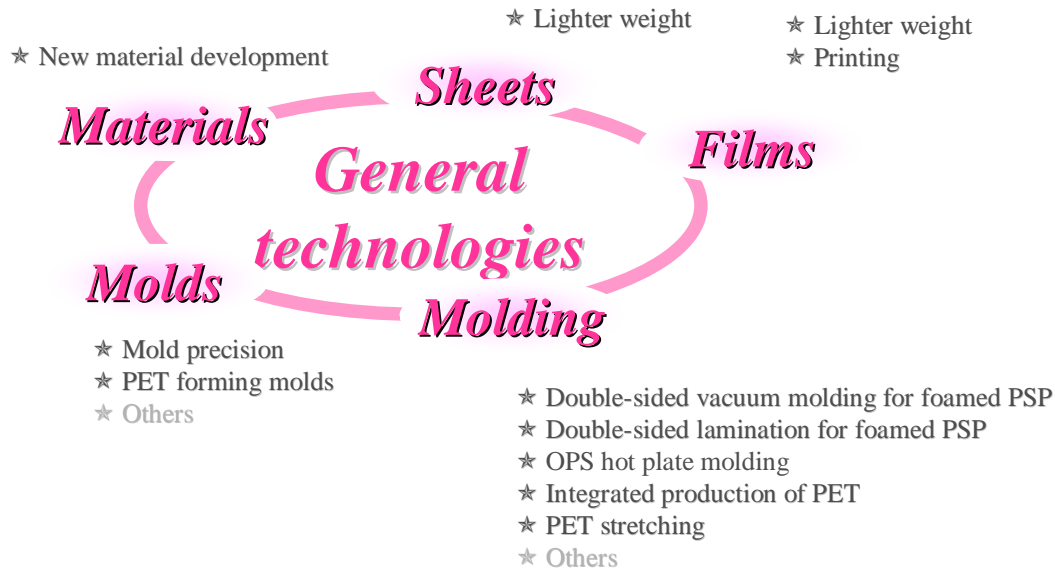 ✯ Lighter weight
✯ Lighter weight
✯ Printing
✯ New material development
Sheets
Materials
Films
General
technologies
Molds
Molding
✯ Mold precision
✯ PET forming molds
✯ Others
✯ Double-sided vacuum molding for foamed PSP
✯ Double-sided lamination for foamed PSP
✯ OPS hot plate molding
✯ Integrated production of PET
✯ PET stretching
✯ Others